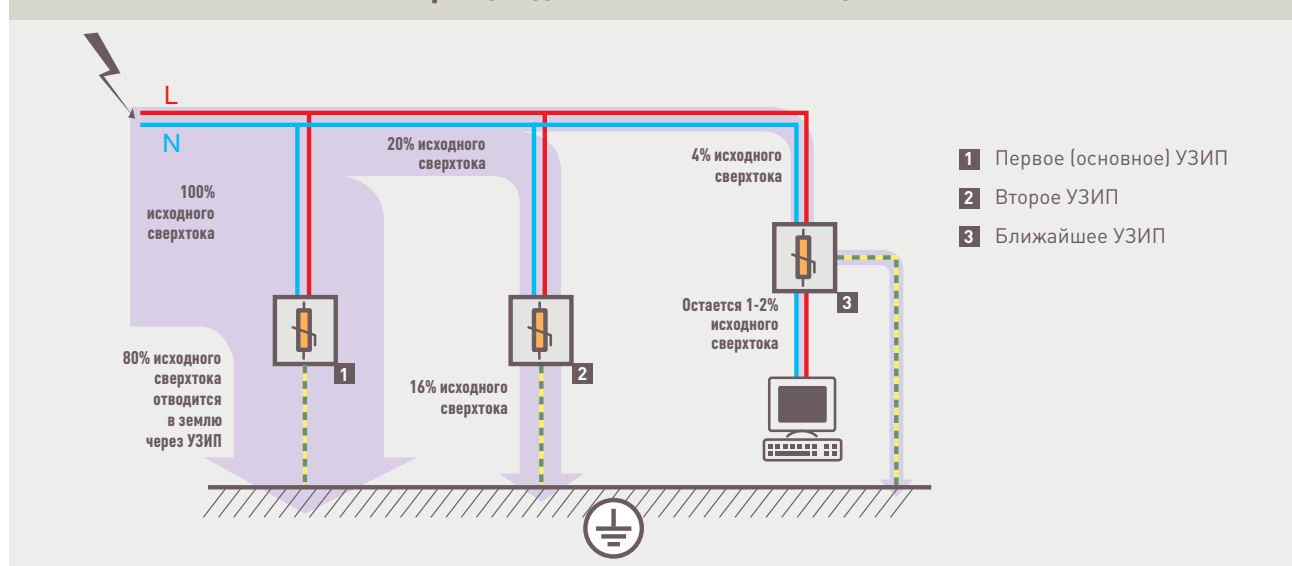 L
N
100%
исходного
сверхтока
20% исходного
сверхтока
4% исходного
сверхтока
80% исходного
сверхтока
отводится
в землю
через УЗИП
1
16% исходного
сверхтока
2
Остается 1-2%
исходного
сверхтока
3
1 Первое (основное) УЗИП
2 Второе УЗИП
3 Ближайшее УЗИП